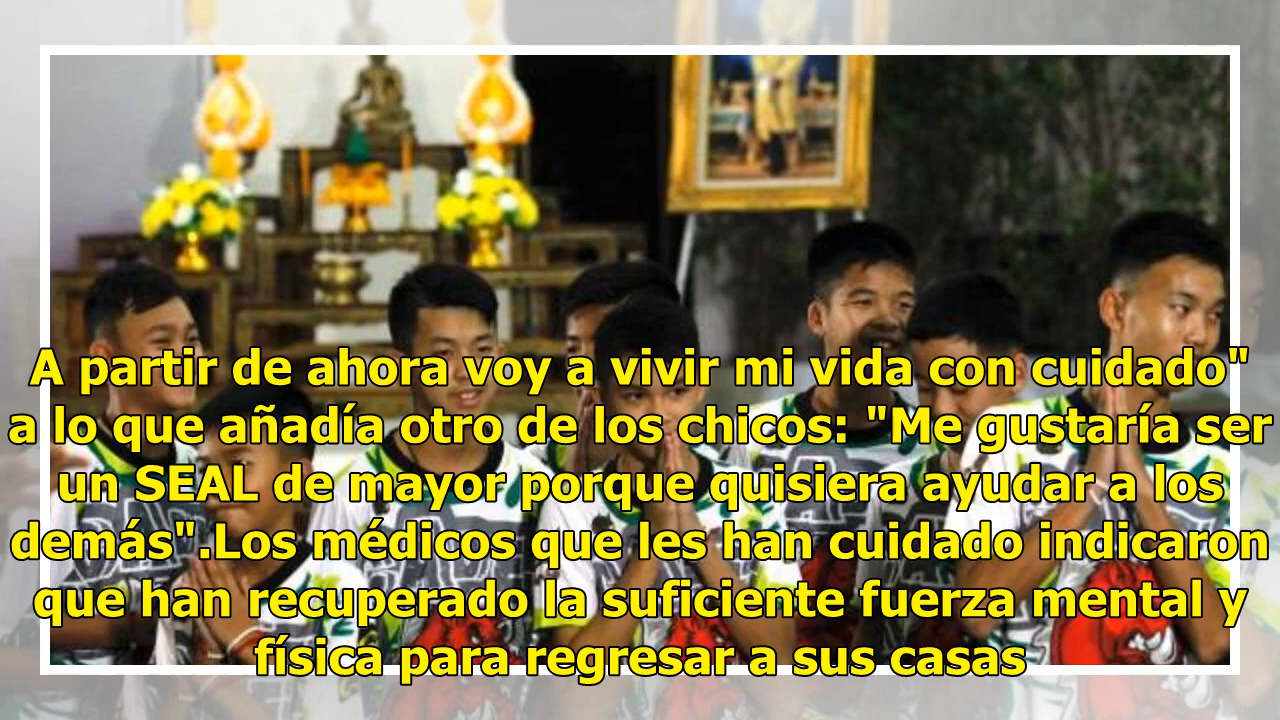 A partir de ahora voy a vivir mi vida con cuidado"
a lo que añadía otro de los chicos: "Me gustaría ser
un SEAL de mayor porque quisiera ayudar a los
demás".Los médicos que les han cuidado indicaron
que han recuperado la suficiente fuerza mental y
física para regresar a sus casas